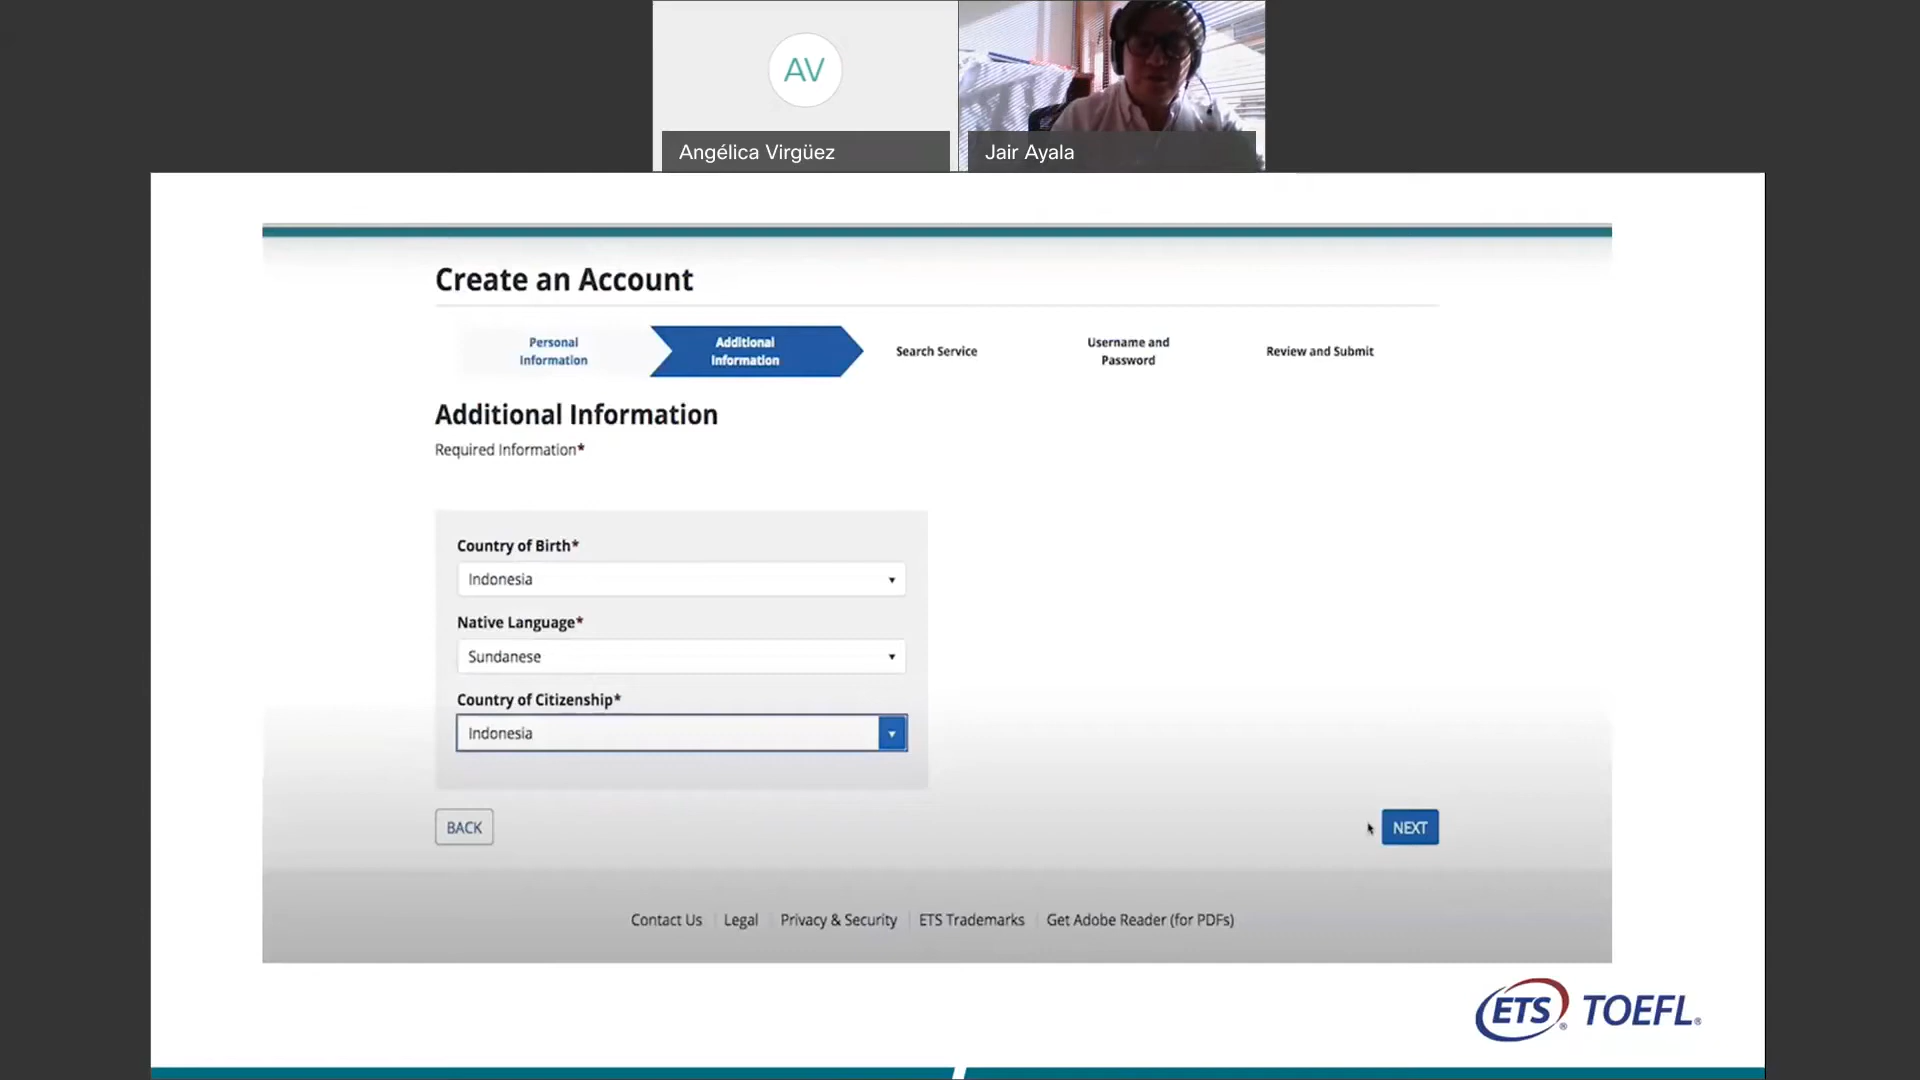 AV
Angélica Virgüez
Jair Ayala
Create an Account
Personal
Information
Additional
Information
Search Service
Username and
Password
Review and Submit
Additional Information
Required Information*
Country of Birth*
Indonesia
Native Language*
Sundanese
Country of Citizenship*
Indonesia
BACK
NEXT
Contact Us
Legal
Privacy & Security
ETS Trademarks
Get Adobe Reader (for PDFs)
ETS® TOEFL®